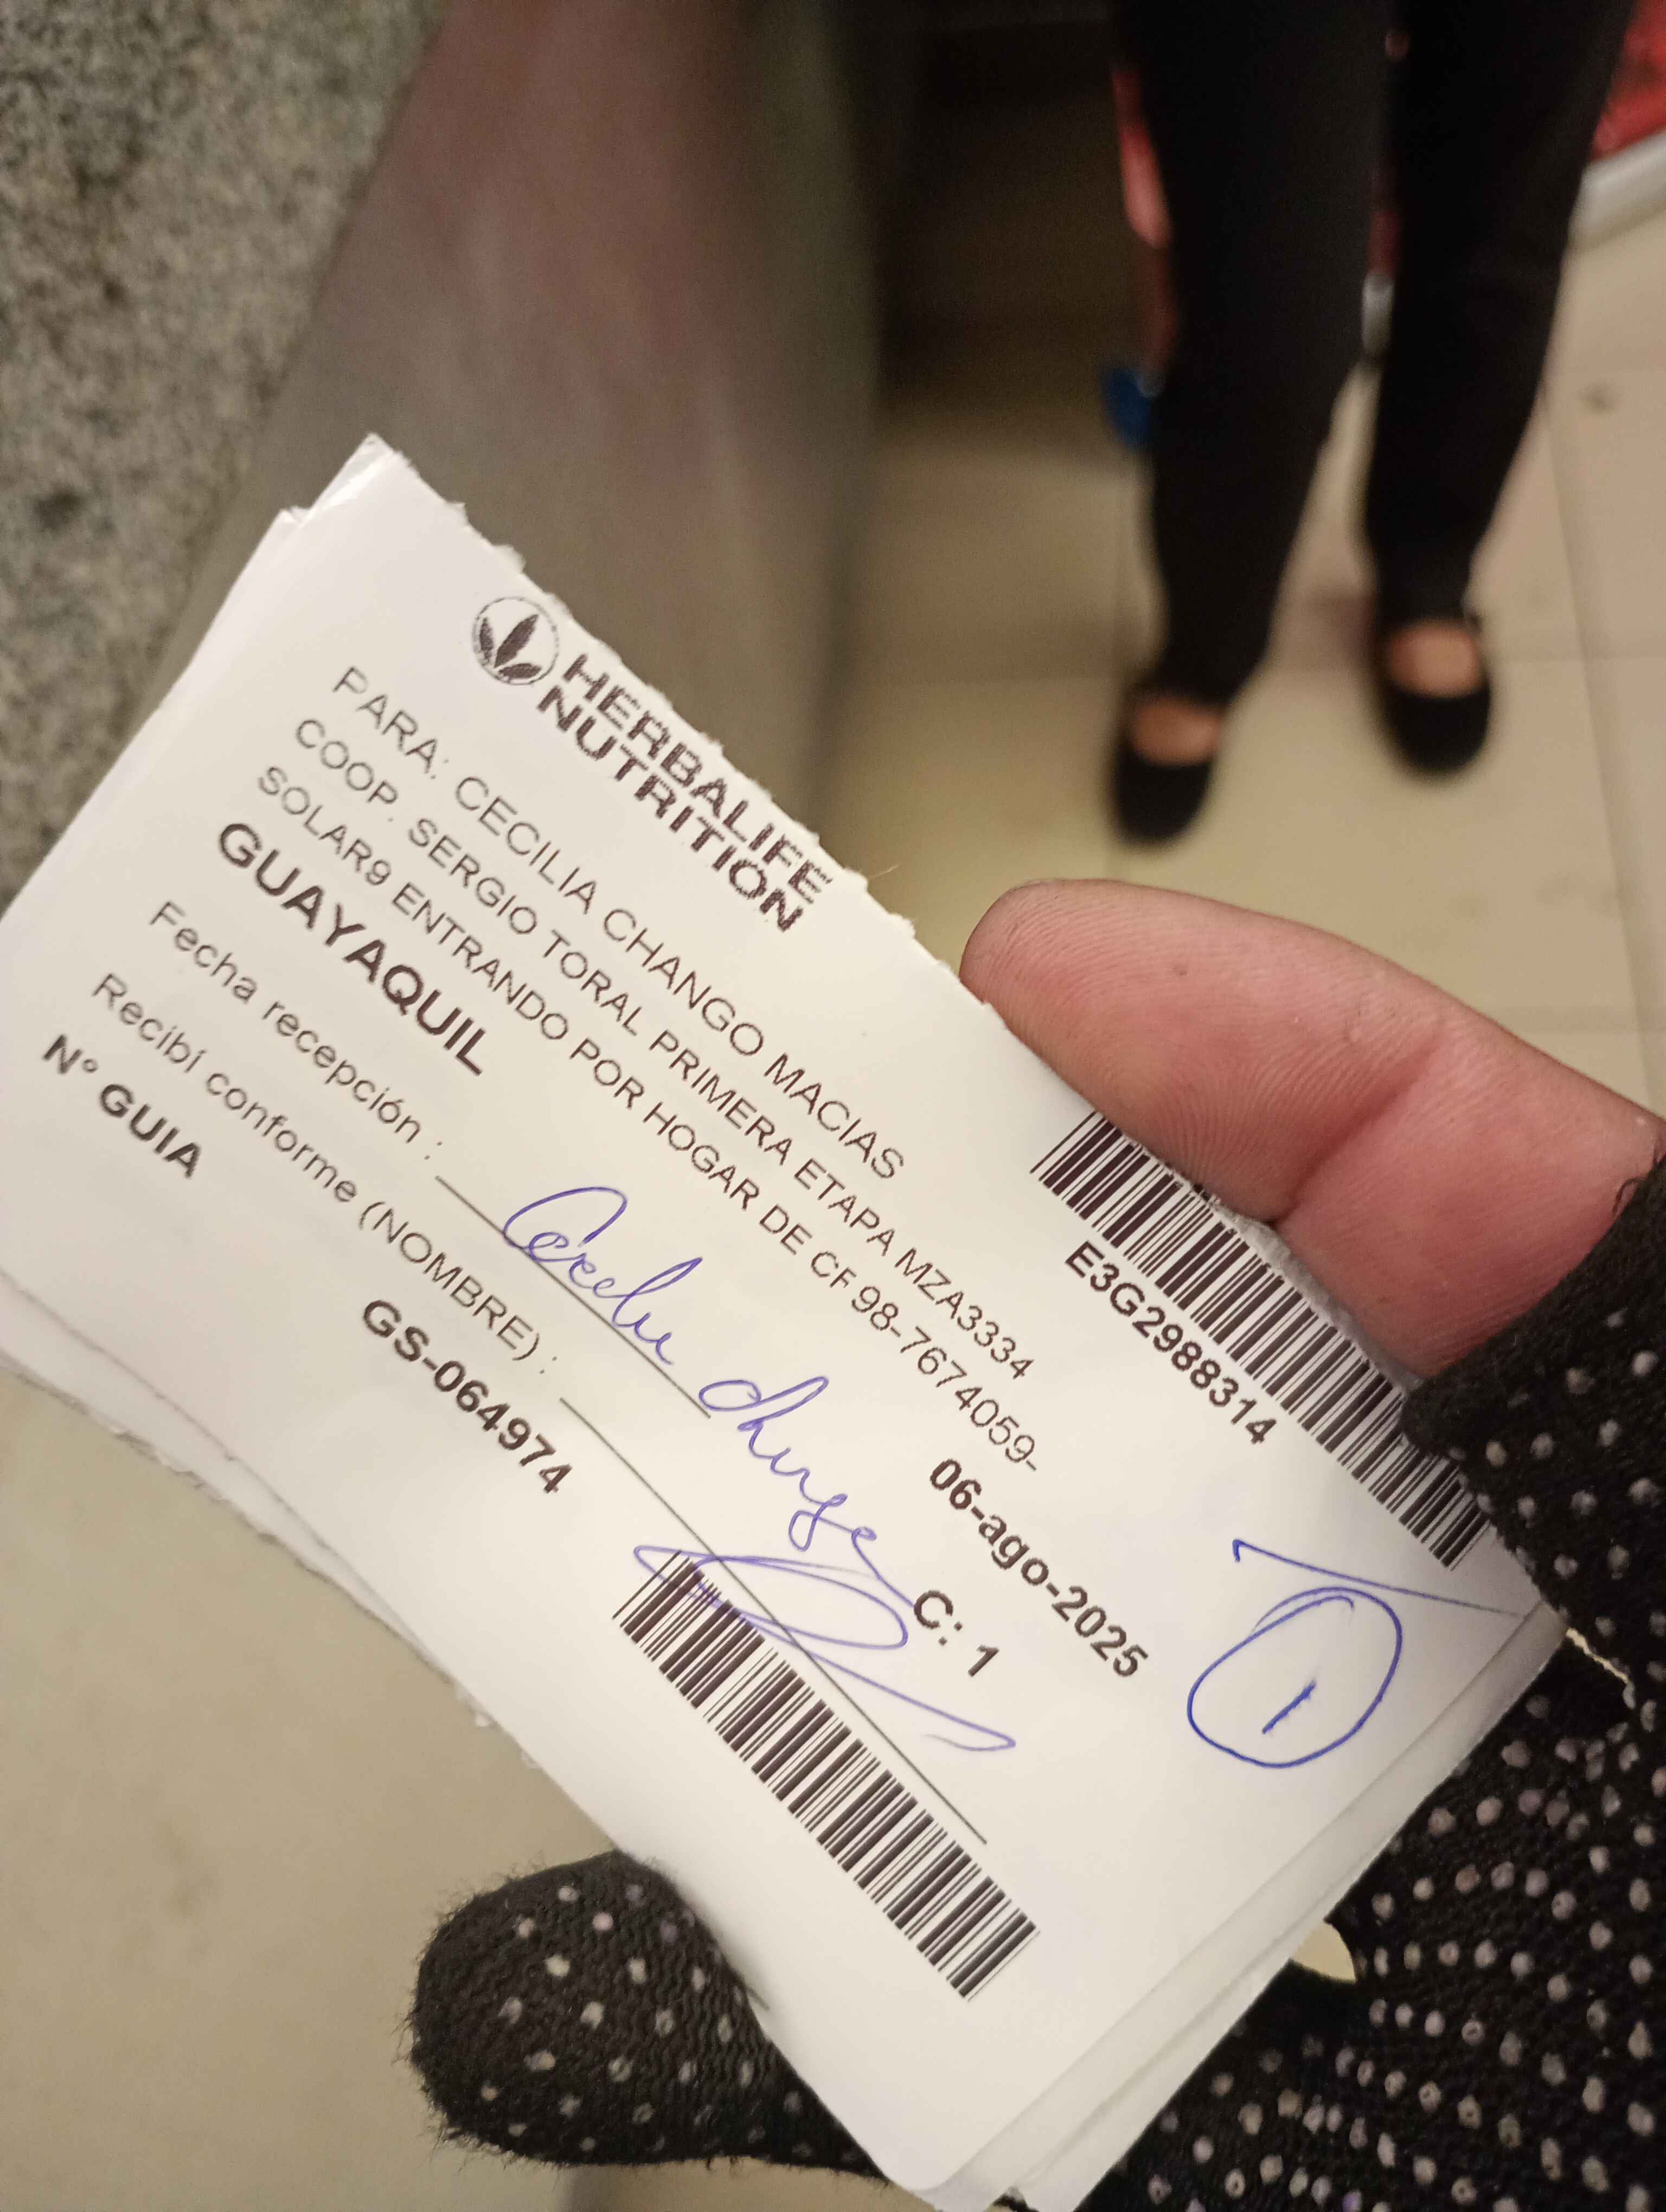 HERBALIFE
NUTRITION
E3G2988314
PARA: CECILIA CHANGO MACIAS
COOP. SERGIO TORAL PRIMERA ETAPA MZA3334
SOLAR9 ENTRANDO POR HOGAR DE CF 98-7674059-
GUAYAQUIL
06-ago-2025
1
Fecha recepción :
C: 1
Recibí conforme (NOMBRE) :
Nº GUIA
GS-064974